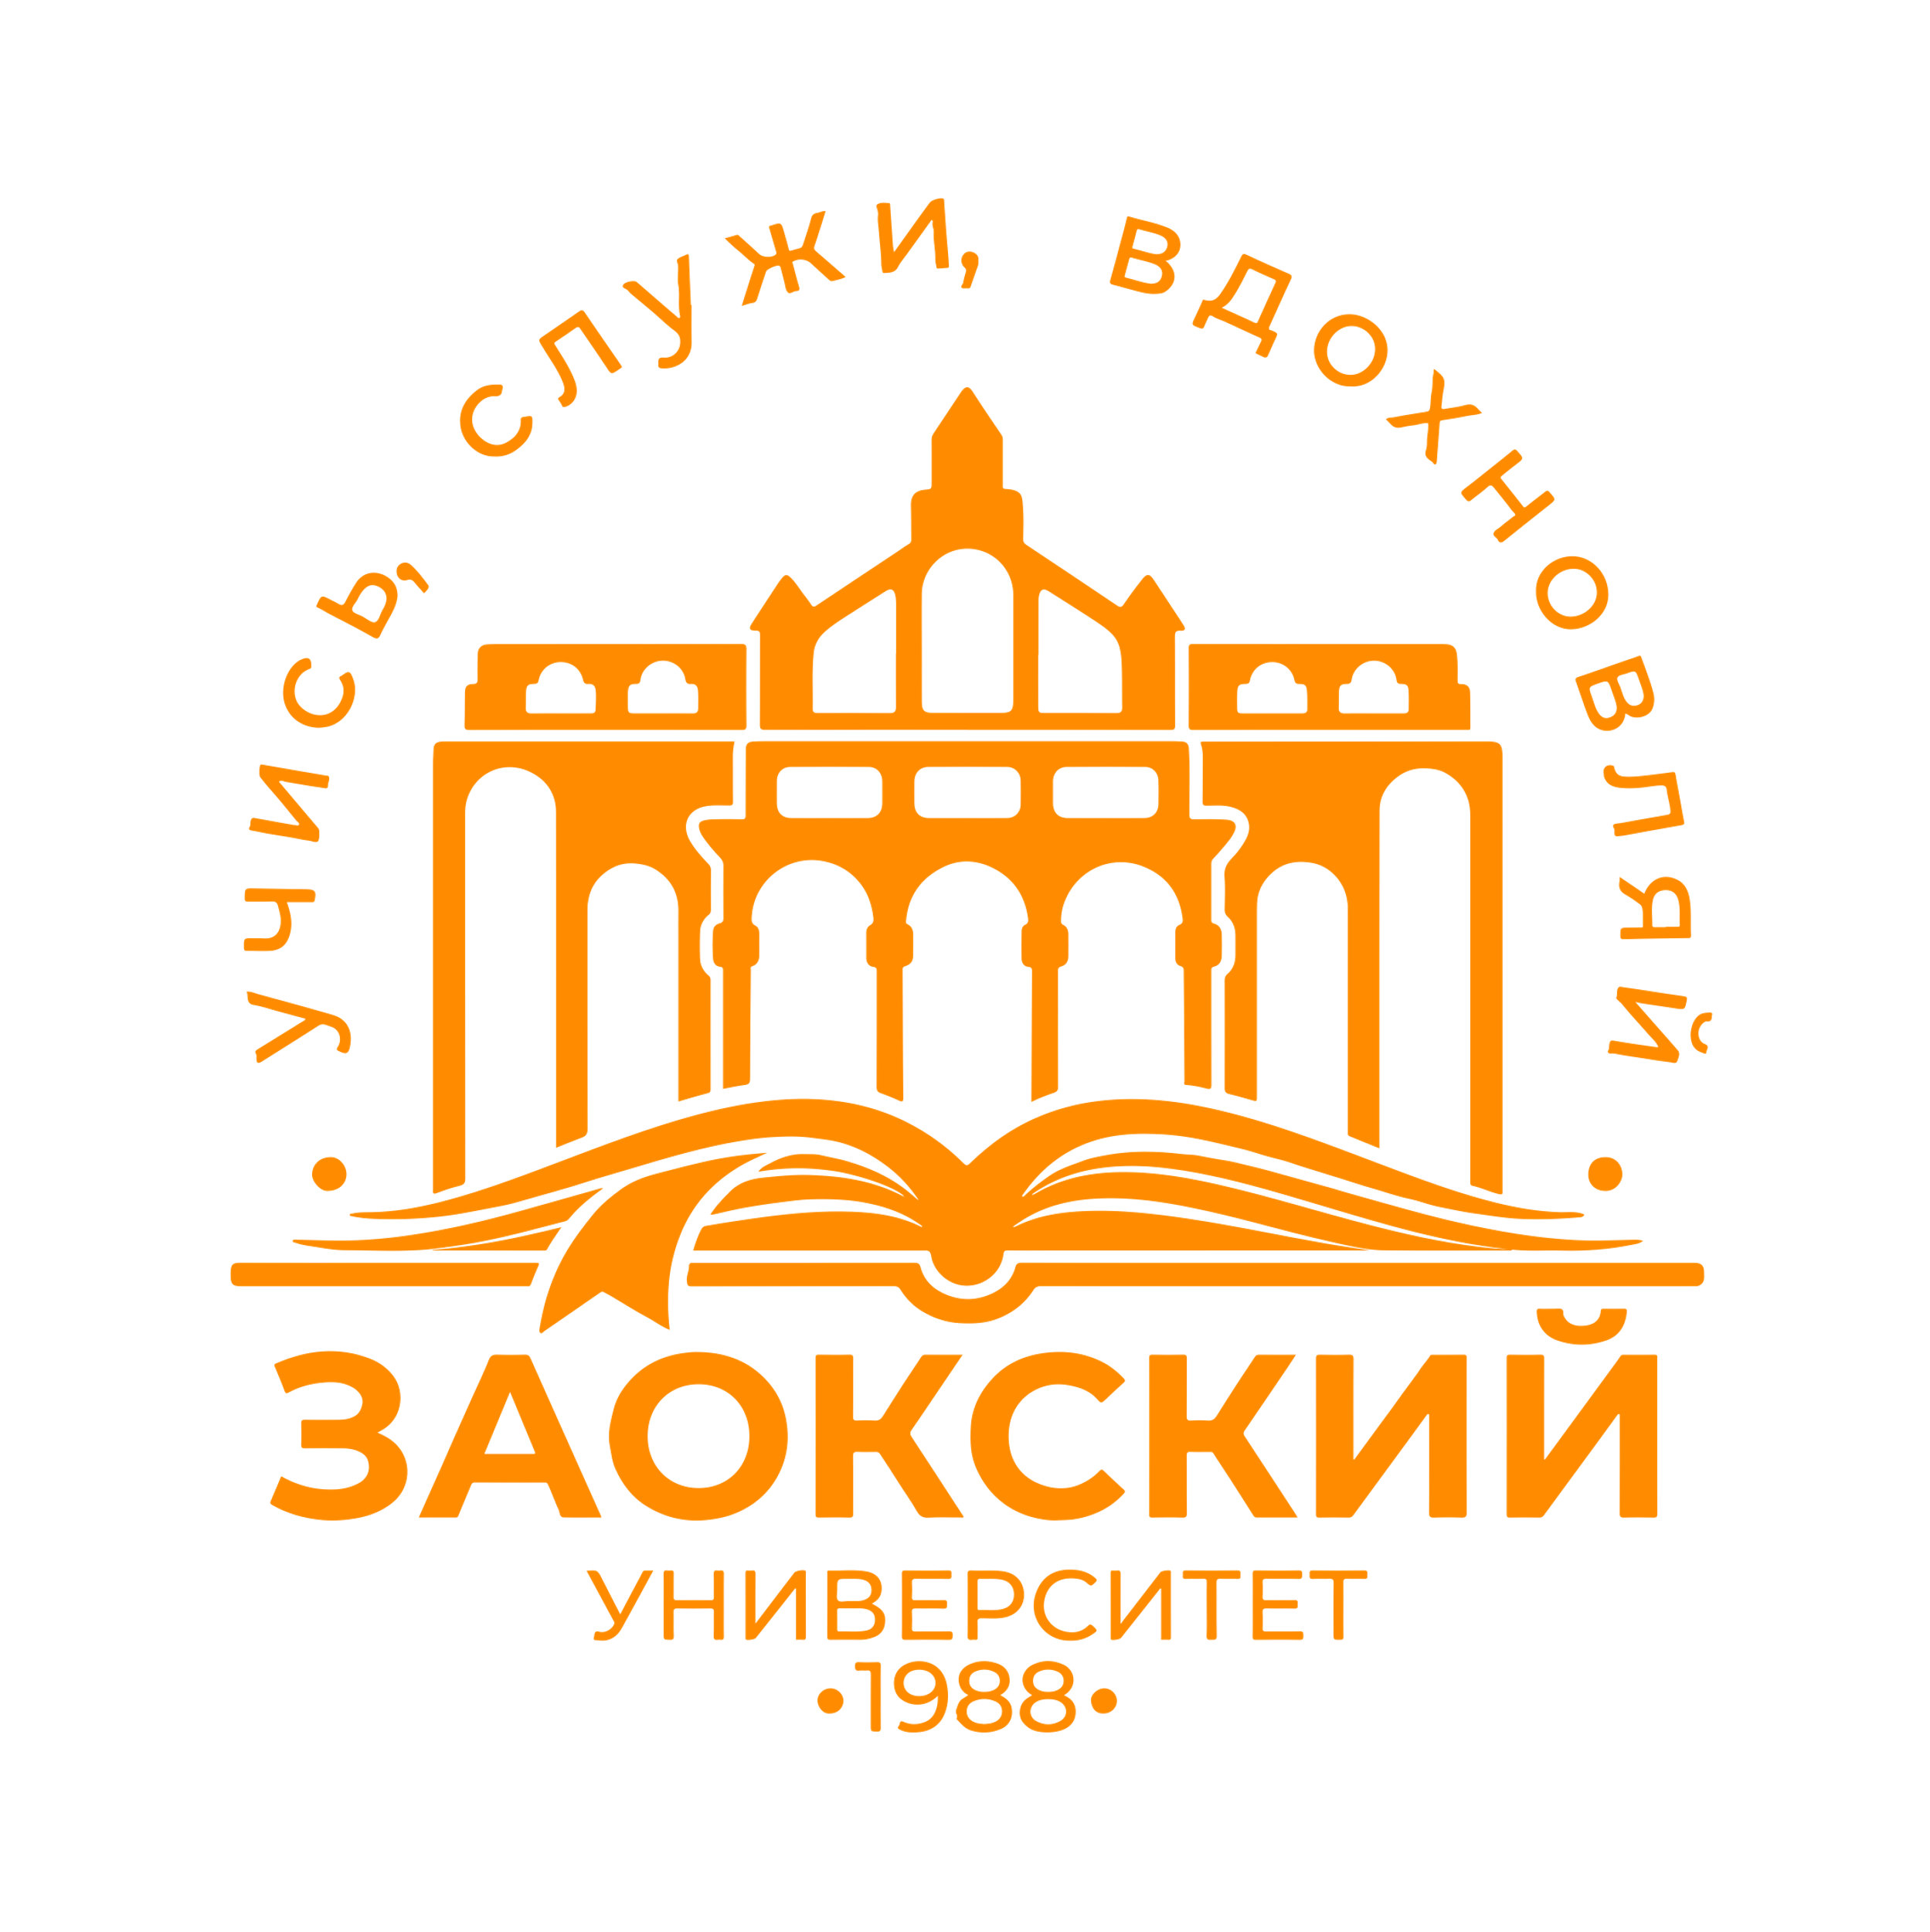 УЧИСЬ, СЛУЖИ, ВДОХНОВЛЯЙ
ЗАОКСКИЙ
УНИВЕРСИТЕТ
• 1988 •